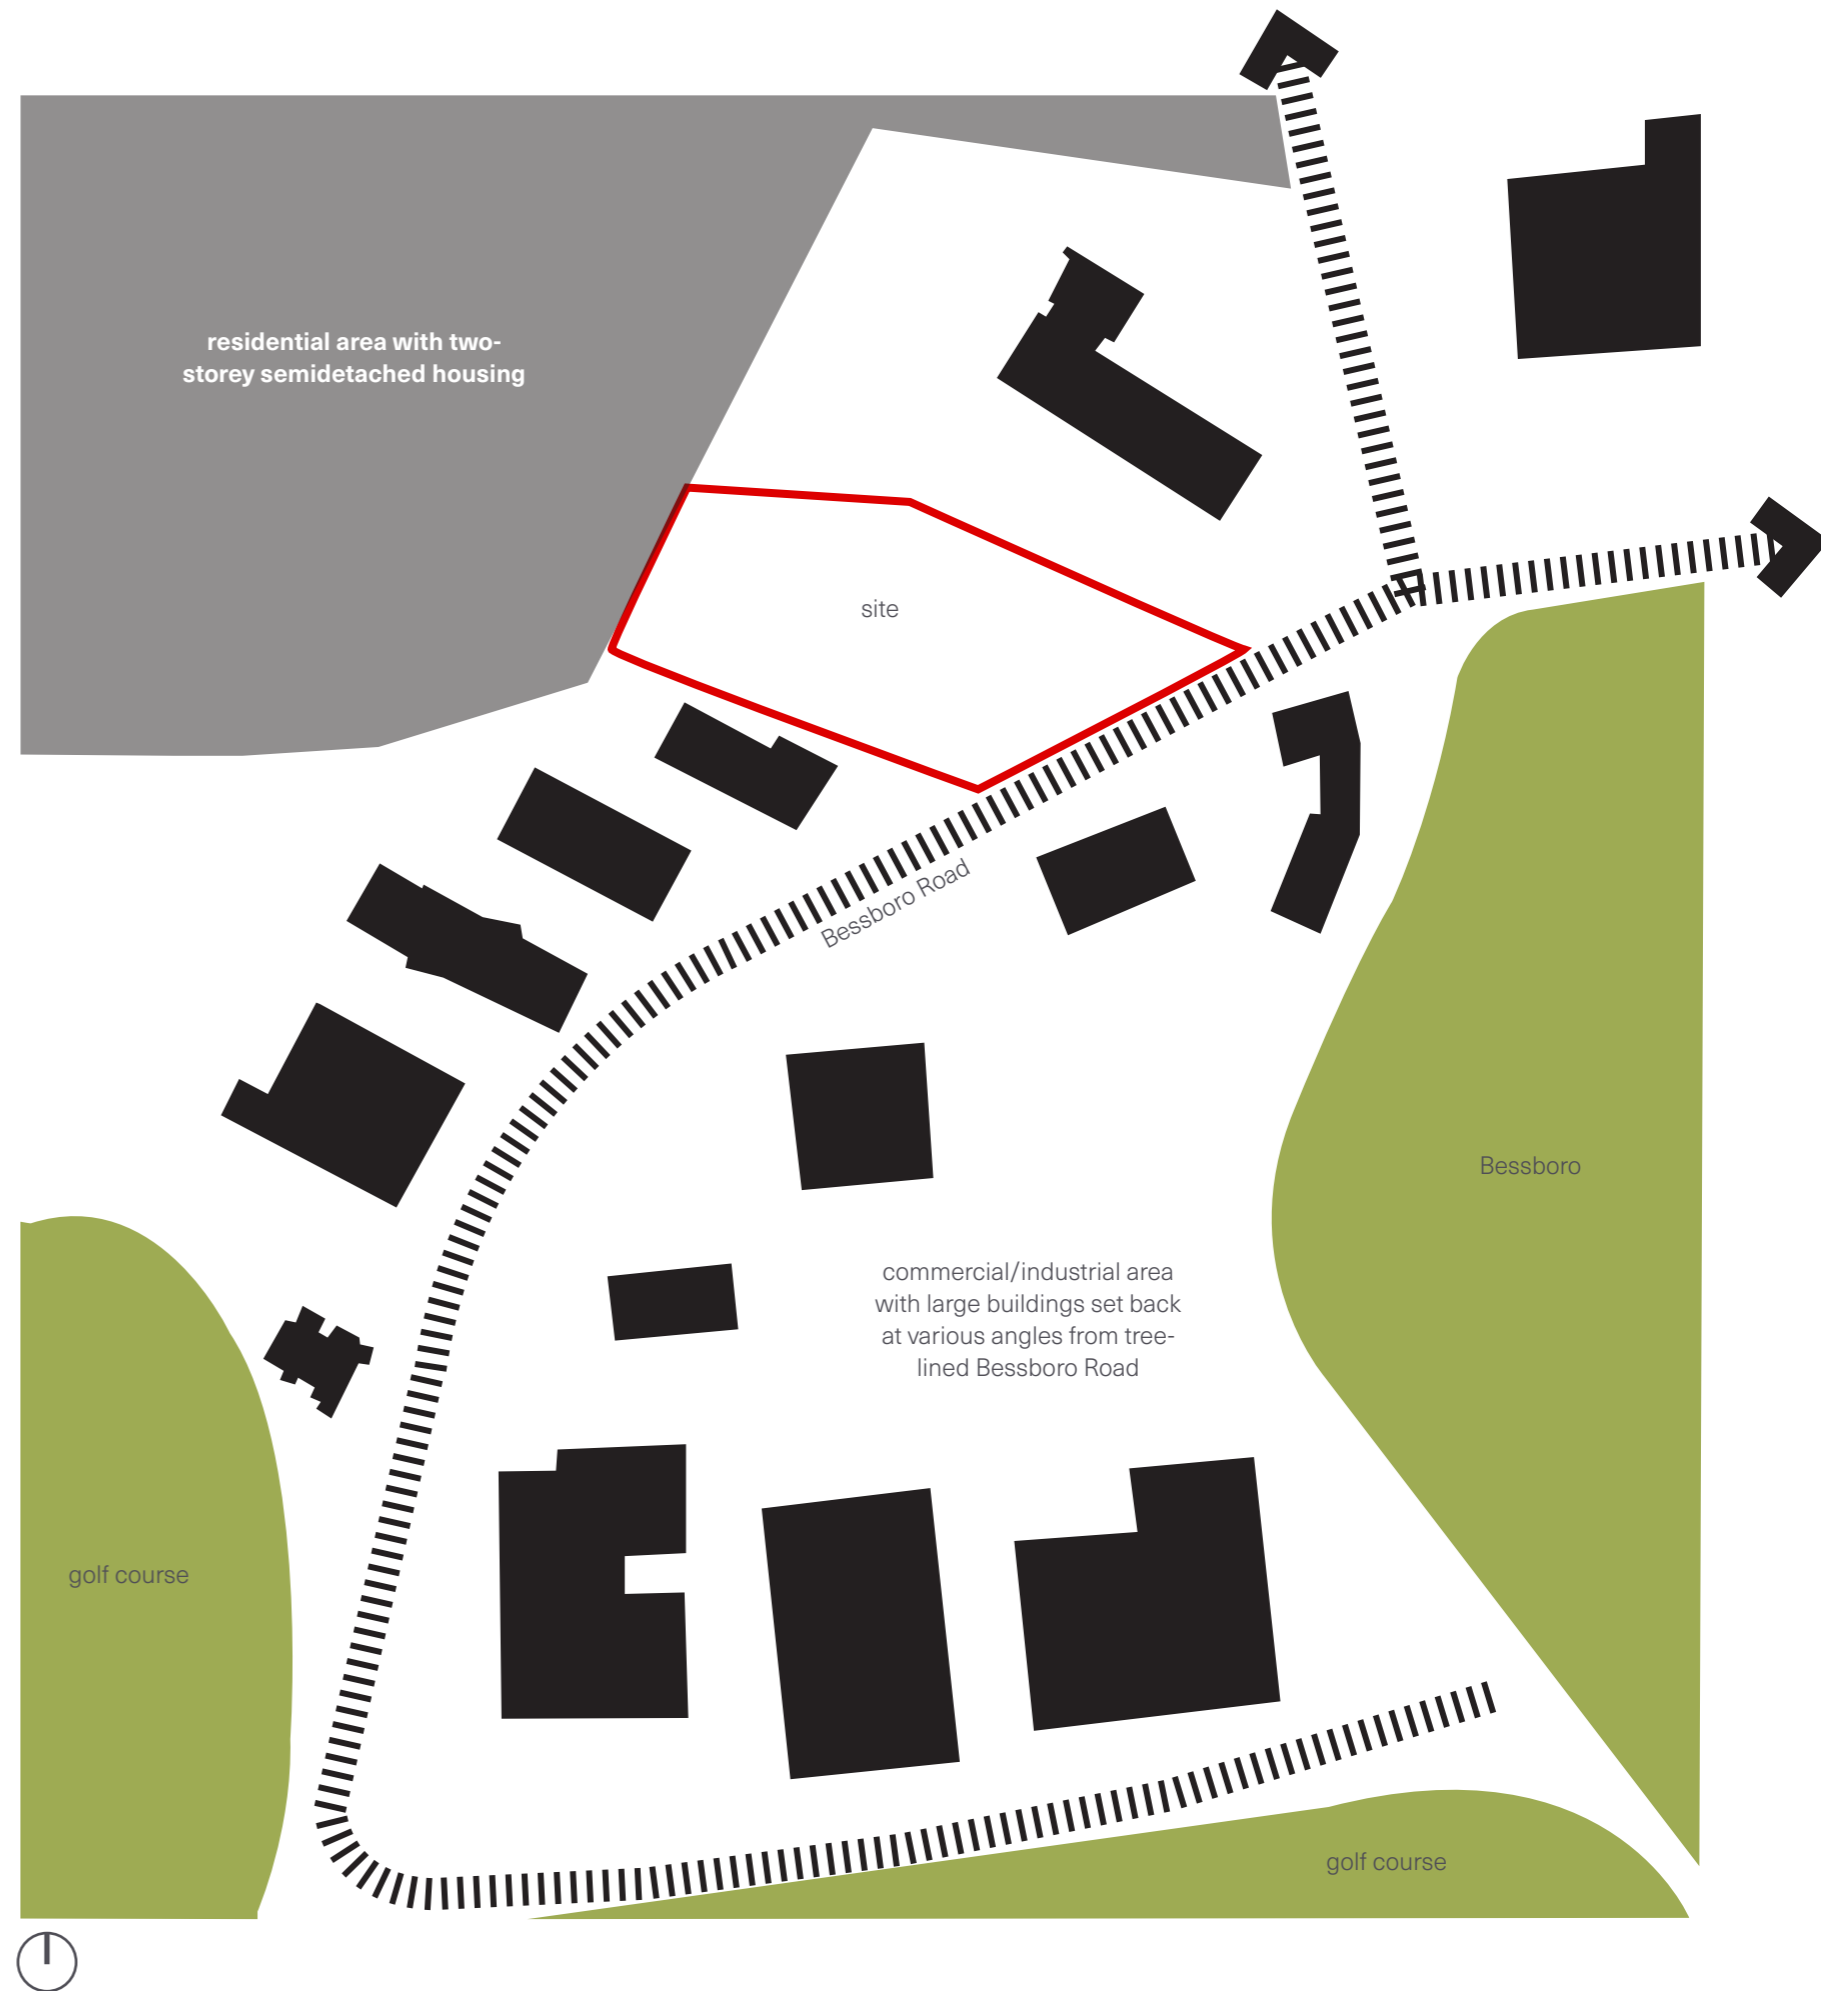 residential area with two-
storey semidetached housing
site
Bessboro Road
Bessboro
commercial/industrial area
with large buildings set back
at various angles from tree-
lined Bessboro Road
golf course
golf course